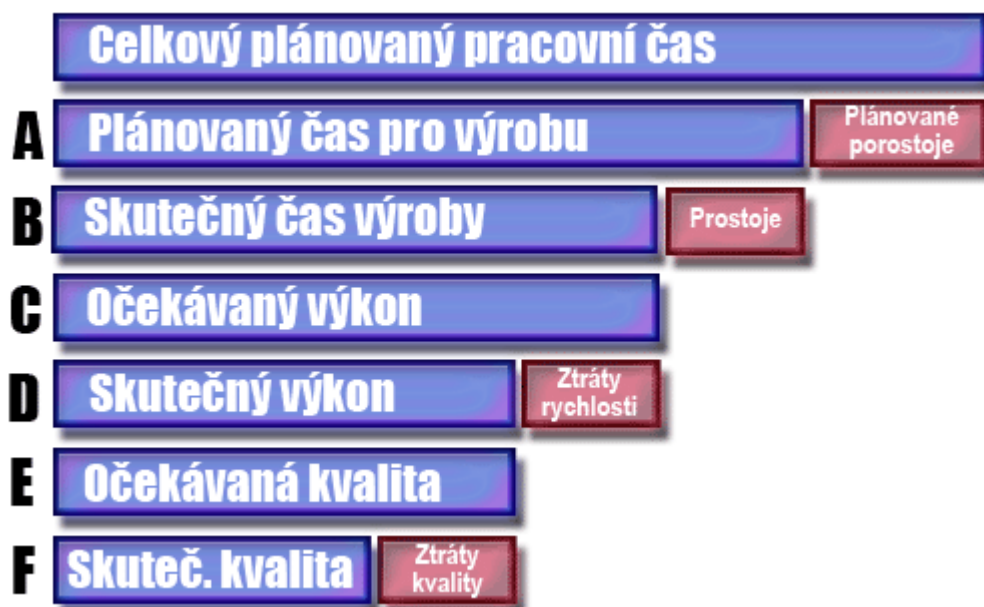 Celkový plánovaný pracovní čas
A Plánovaný čas pro výrobu Plánované
porostoje
B Skutečný čas výroby Prostoje
C Očekávaný výkon
D Skutečný výkon Ztráty
rychlosti
E Očekávaná kvalita
F Skuteč. kvalita Ztráty
kvality